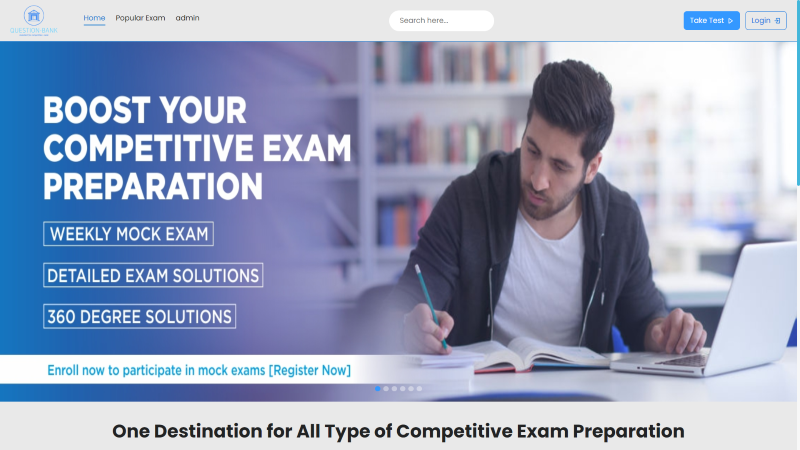 QUESTION BANK
Home
Popular Exam
admin
Search here...
Take Test
Login
BOOST YOUR
COMPETITIVE EXAM
PREPARATION
WEEKLY MOCK EXAM
DETAILED EXAM SOLUTIONS
360 DEGREE SOLUTIONS
Enroll now to participate in mock exams [Register Now]
One Destination for All Type of Competitive Exam Preparation